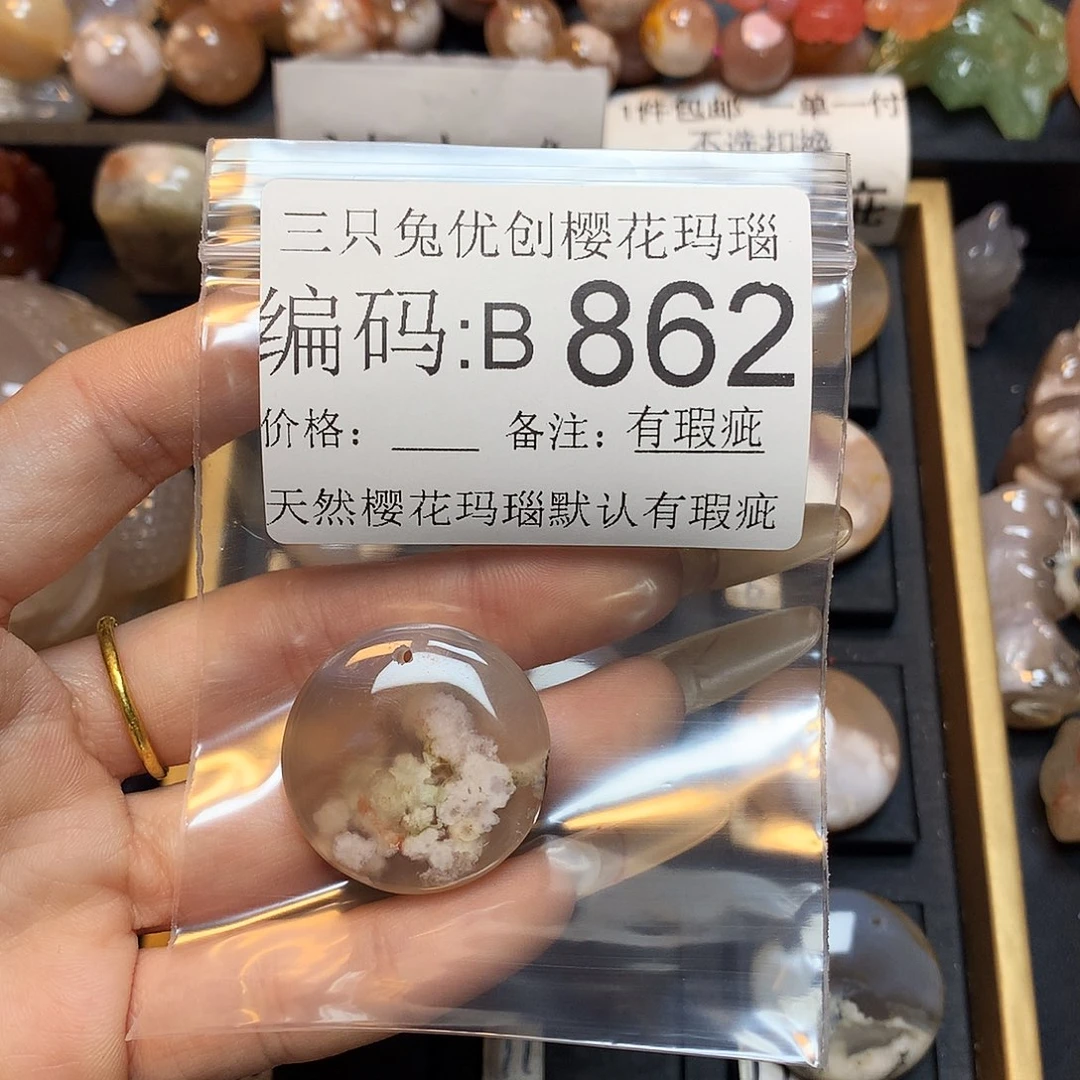 1件包邮 一单一付
不选扣换
三只兔优创樱花玛瑙
编码:B 862
价格: ____ 备注: 有瑕疵
天然樱花玛瑙默认有瑕疵